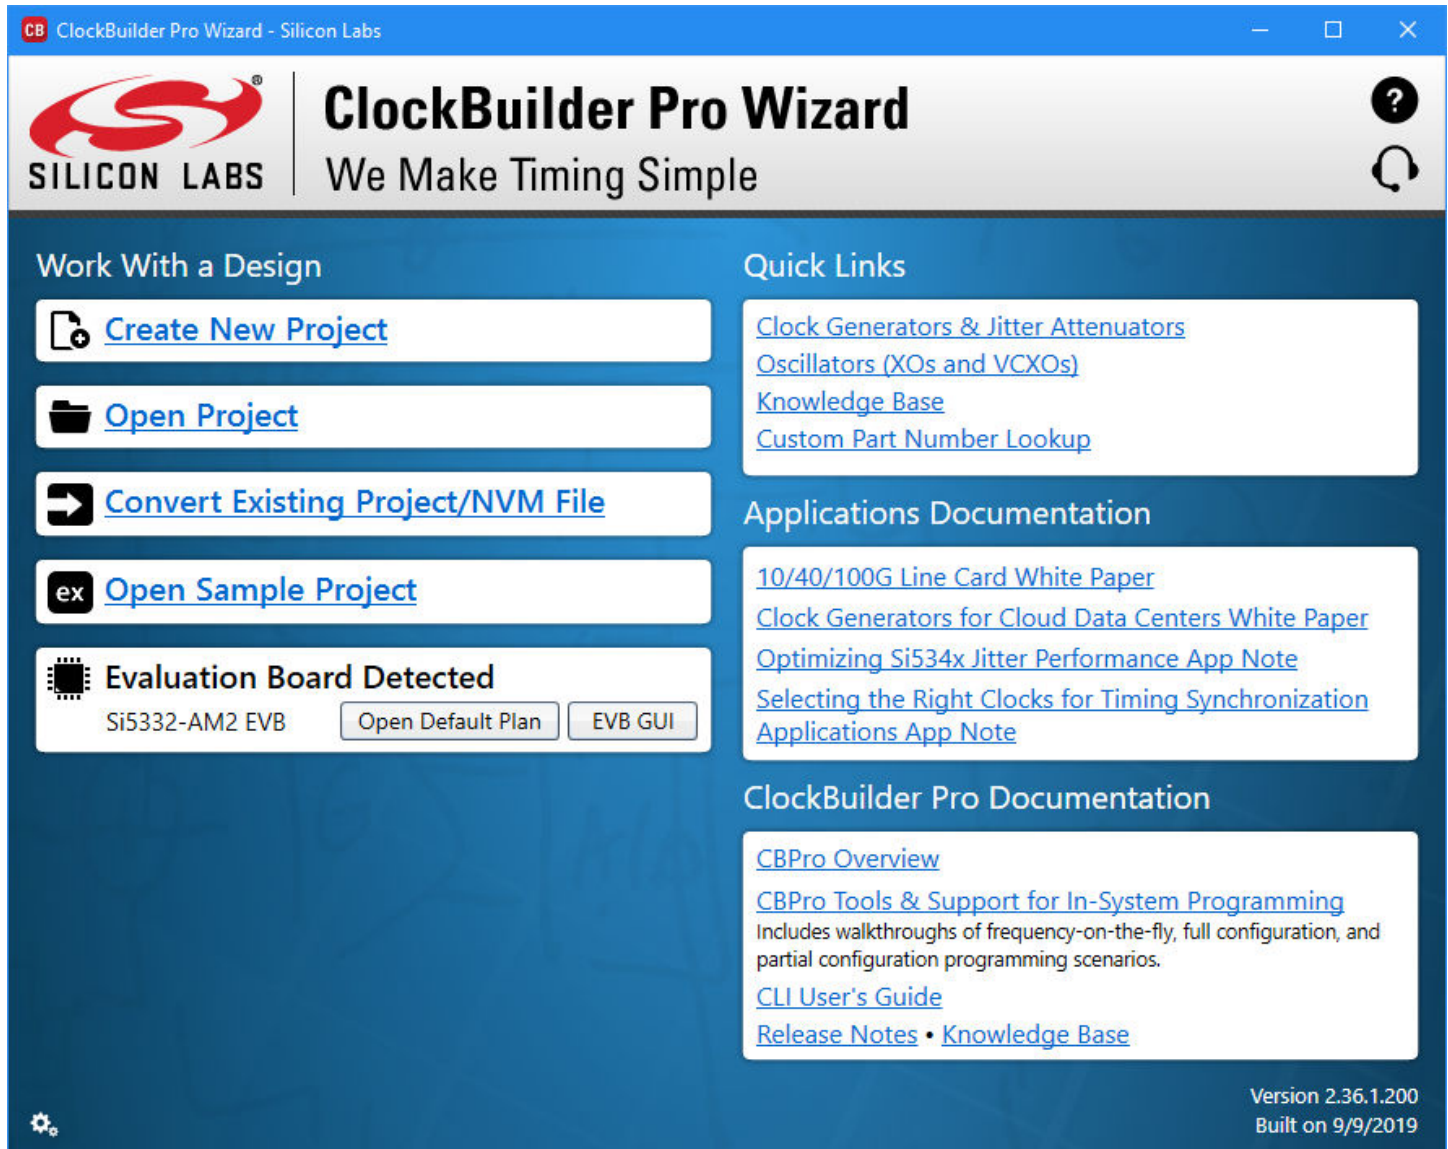 CB ClockBuilder Pro Wizard - Silicon Labs
SILICON LABS
®
ClockBuilder Pro Wizard
We Make Timing Simple
?
Work With a Design
Create New Project
Open Project
Convert Existing Project/NVM File
ex Open Sample Project
Evaluation Board Detected
Si5332-AM2 EVB Open Default Plan EVB GUI
Quick Links
Clock Generators & Jitter Attenuators
Oscillators (XOs and VCXOs)
Knowledge Base
Custom Part Number Lookup
Applications Documentation
10/40/100G Line Card White Paper
Clock Generators for Cloud Data Centers White Paper
Optimizing Si534x Jitter Performance App Note
Selecting the Right Clocks for Timing Synchronization
Applications App Note
ClockBuilder Pro Documentation
CBPro Overview
CBPro Tools & Support for In-System Programming
Includes walkthroughs of frequency-on-the-fly, full configuration, and
partial configuration programming scenarios.
CLI User's Guide
Release Notes • Knowledge Base
Version 2.36.1.200
Built on 9/9/2019